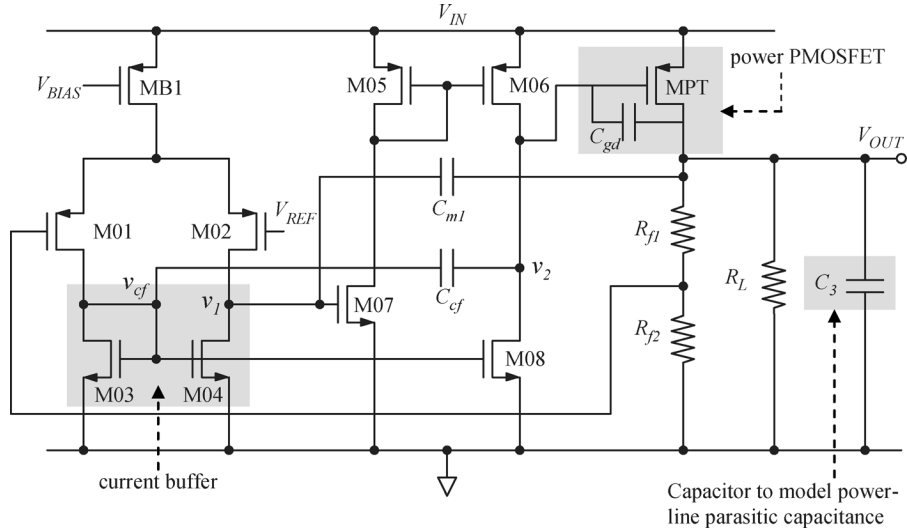 V_IN
M05
M06
power PMOSFET
V_BIAS
MB1
MPT
C_gd
V_OUT
C_m1
M01
M02
V_REF
R_f1
v_cf
v_1
C_cf
v_2
R_L
C_3
M07
R_f2
M08
M03
M04
current buffer
Capacitor to model power-
line parasitic capacitance